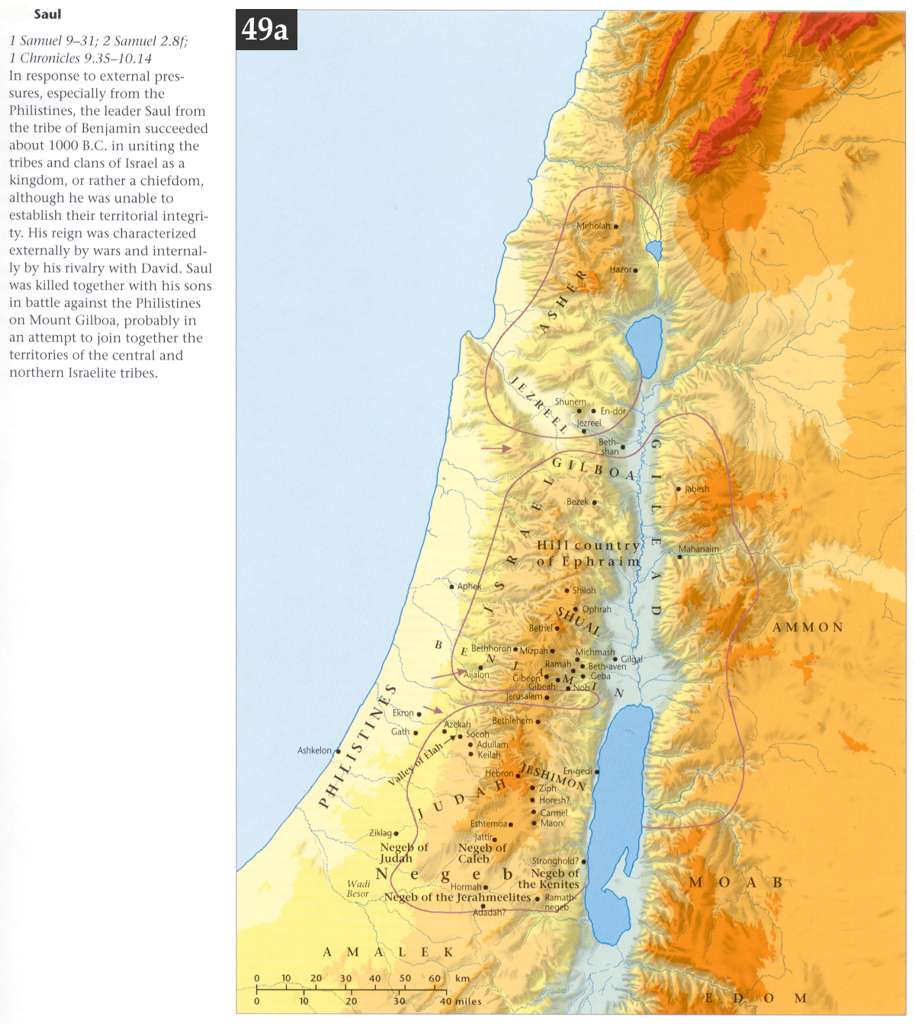 Saul
1 Samuel 9–31; 2 Samuel 2.8f;
1 Chronicles 9.35–10.14
In response to external pres-
sures, especially from the
Philistines, the leader Saul from
the tribe of Benjamin succeeded
about 1000 B.C. in uniting the
tribes and clans of Israel as a
kingdom, or rather a chiefdom,
although he was unable to
establish their territorial integri-
ty. His reign was characterized
externally by wars and internal-
ly by his rivalry with David. Saul
was killed together with his sons
in battle against the Philistines
on Mount Gilboa, probably in
an attempt to join together the
territories of the central and
northern Israelite tribes.
49a
Meholah
Hazor
ASHER
JEZREEL
Shunem
En-dor
Jezreel
Beth-
shan
GILBOA
GILEAD
Jabesh
Bezek
ISRAEL
Hill country
of Ephraim
Mahanaim
Aphek
Shiloh
Ophrah
SHUAL
Bethel
AMMON
BENJAMIN
Bethhoron
Mizpah
Michmash
Gilgal
Ramah
Beth-aven
Aijalon
Gibeon
Geba
Gibeah
Nob
Jerusalem
PHILISTINES
Ekron
Gath
Azekah
Socoh
Bethlehem
Adullam
Keilah
Valley of Elah
Ashkelon
Hebron
JESHIMON
En-gedi
Ziph
Horesh?
JUDAH
Carmel
Maon
Eshtemoa
Ziklag
Jattir
Negeb of
Judah
Negeb of
Caleb
Stronghold?
Negeb
Negeb of
the Kenites
MOAB
Wadi
Besor
Hormah
Negeb of the Jerahmeelites
Ramath-
negeb
Adadah?
AMALEK
EDOM
0 10 20 30 40 50 60 km
0 10 20 30 40 miles